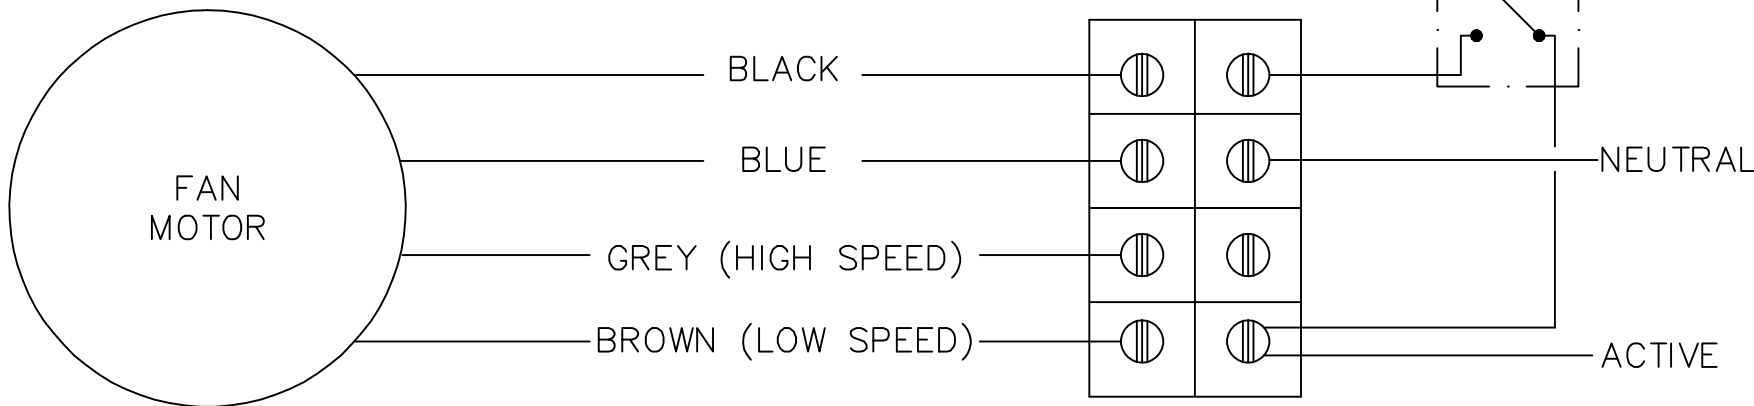 BLACK
BLUE
NEUTRAL
FAN
MOTOR
GREY (HIGH SPEED)
BROWN (LOW SPEED)
ACTIVE